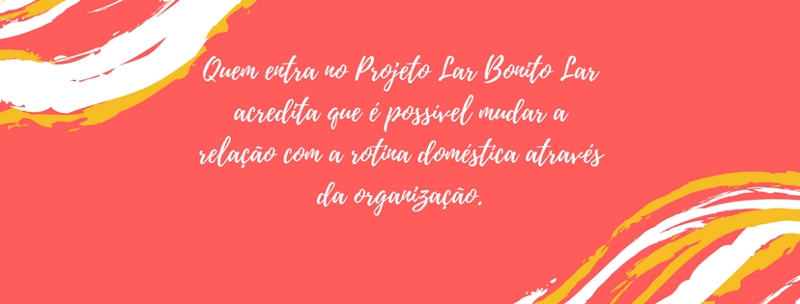 Quem entra no Projeto Lar Bonito Lar
acredita que é possível mudar a
relação com a rotina doméstica através
da organização.